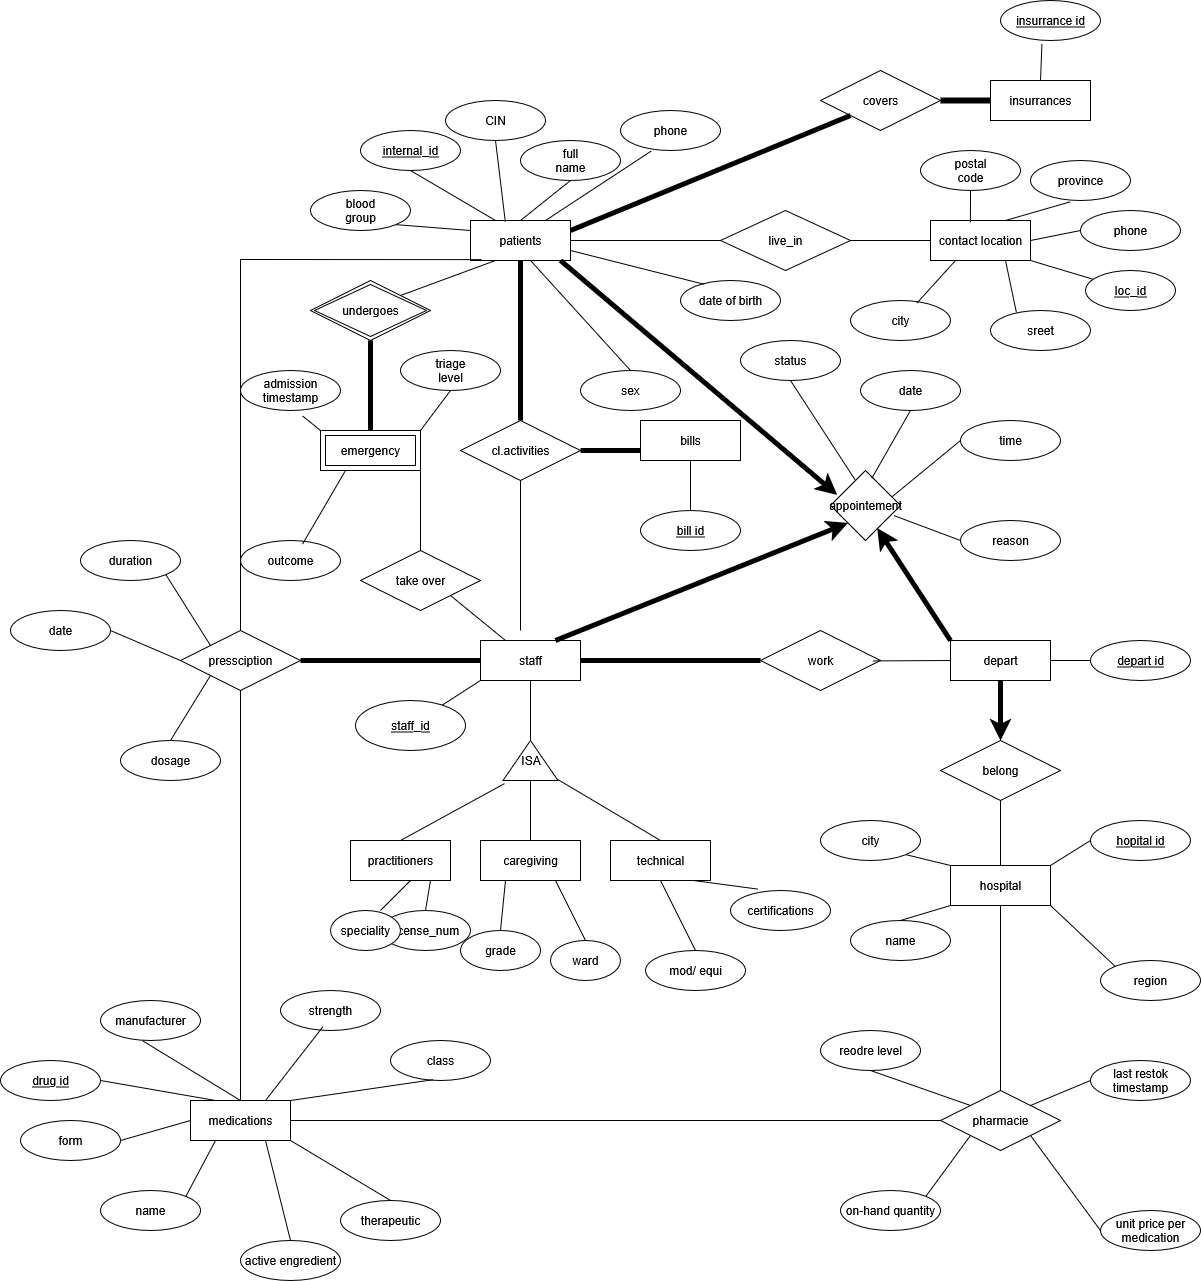 insurrance id
covers
insurrances
CIN
phone
internal_id
full
name
postal
code
province
blood
group
patients
live_in
contact location
phone
loc_id
date of birth
undergoes
city
sreet
status
triage
level
admission
timestamp
sex
date
bills
time
emergency
cl.activities
appointement
bill id
reason
outcome
duration
take over
date
pressciption
staff
work
depart
depart id
staff_id
dosage
ISA
belong
city
hopital id
practitioners
caregiving
technical
hospital
certifications
speciality
cense_num
name
grade
ward
mod/ equi
region
strength
manufacturer
reodre level
class
last restok
timestamp
drug id
medications
pharmacie
form
name
on-hand quantity
therapeutic
unit price per
medication
active engredient